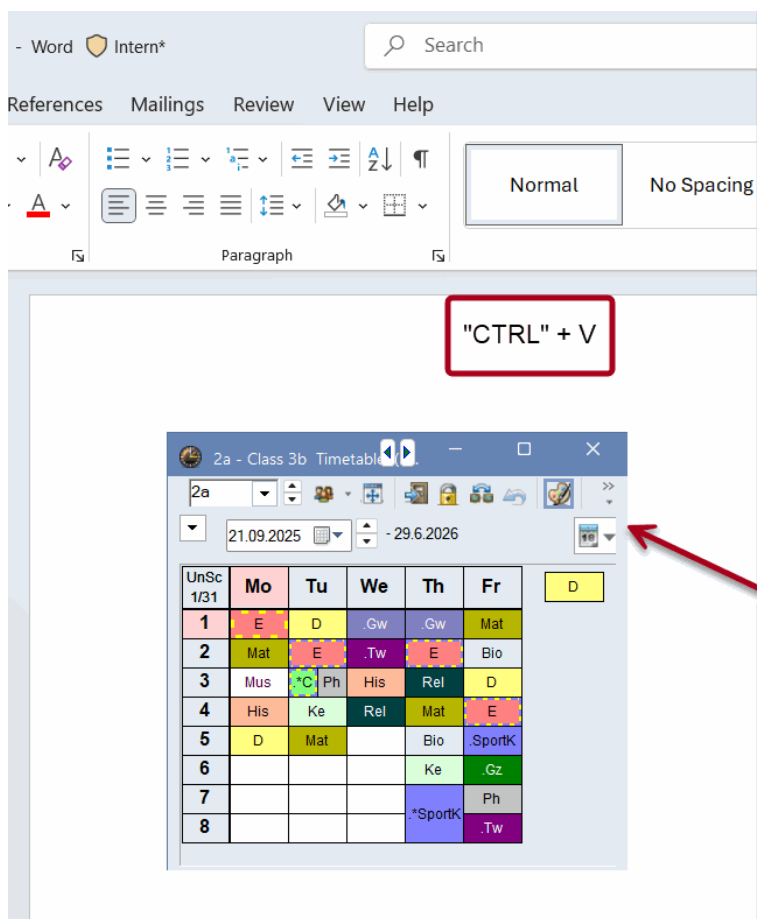 - Word Intern* Search
References Mailings Review View Help
A A
Z
¶ Normal No Spacing
Paragraph
"CTRL" + V
2a - Class 3b Timetable (
2a
21.09.2025 - 29.6.2026
UnSc 1/31 Mo Tu We Th Fr D
1 E D .Gw .Gw Mat
2 Mat E .Tw E Bio
3 Mus .*C Ph His Rel D
4 His Ke Rel Mat E
5 D Mat Bio .SportK
6 Ke .Gz
7 .*SportK Ph
8 .Tw